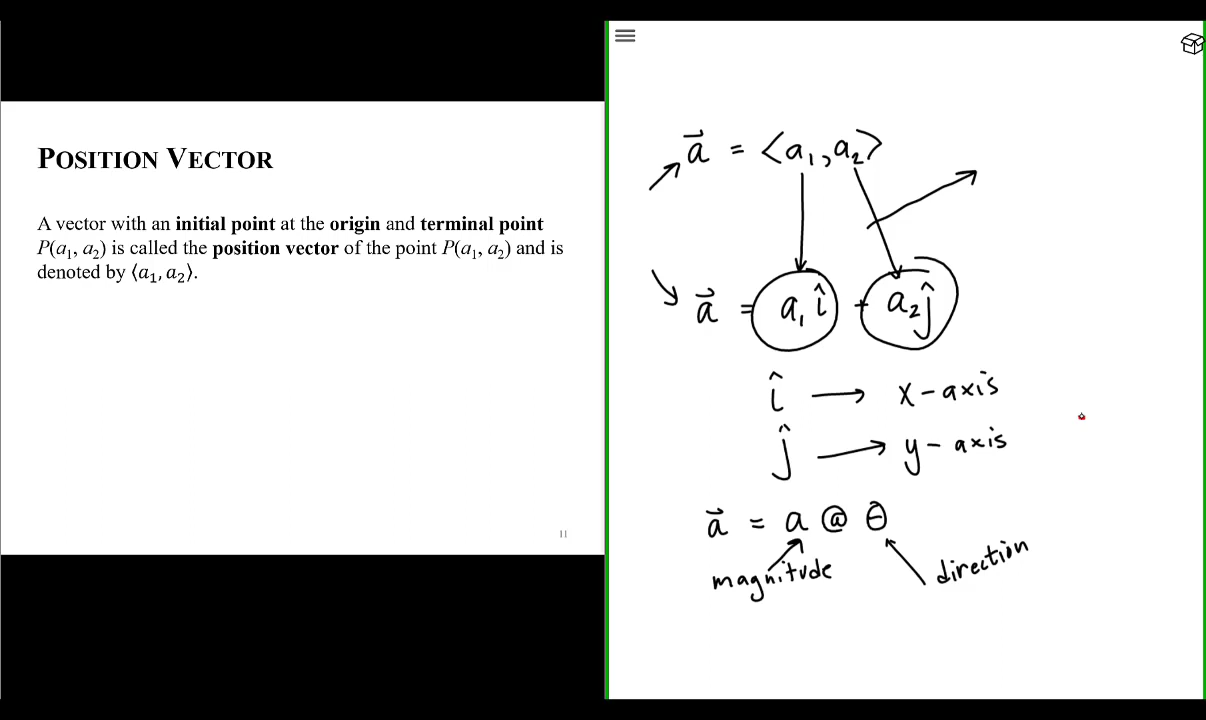 POSITION VECTOR
A vector with an initial point at the origin and terminal point
P(a₁, a₂) is called the position vector of the point P(a₁, a₂) and is
denoted by ⟨a₁, a₂⟩.
11
a⃗ = ⟨a₁, a₂⟩
a⃗ = a₁î + a₂ĵ
î → x-axis
ĵ → y-axis
a⃗ = a @ θ
magnitude
direction